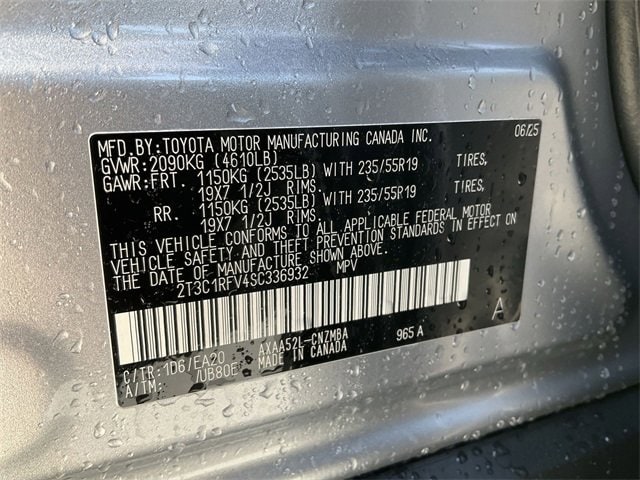 MFD.BY:TOYOTA MOTOR MANUFACTURING CANADA INC. 06/25
GVWR:2090KG (4610LB)
GAWR:FRT. 1150KG (2535LB) WITH 235/55R19 TIRES,
19X7 1/2J RIMS.
RR. 1150KG (2535LB) WITH 235/55R19 TIRES,
19X7 1/2J RIMS.
THIS VEHICLE CONFORMS TO ALL APPLICABLE FEDERAL MOTOR
VEHICLE SAFETY AND THEFT PREVENTION STANDARDS IN EFFECT ON
THE DATE OF MANUFACTURE SHOWN ABOVE.
2T3C1RFV4SC336932 MPV
A
C/TR:1D6/EA20 AXAA52L-CNZMBA 965A
A/TM: /UB80E MADE IN CANADA